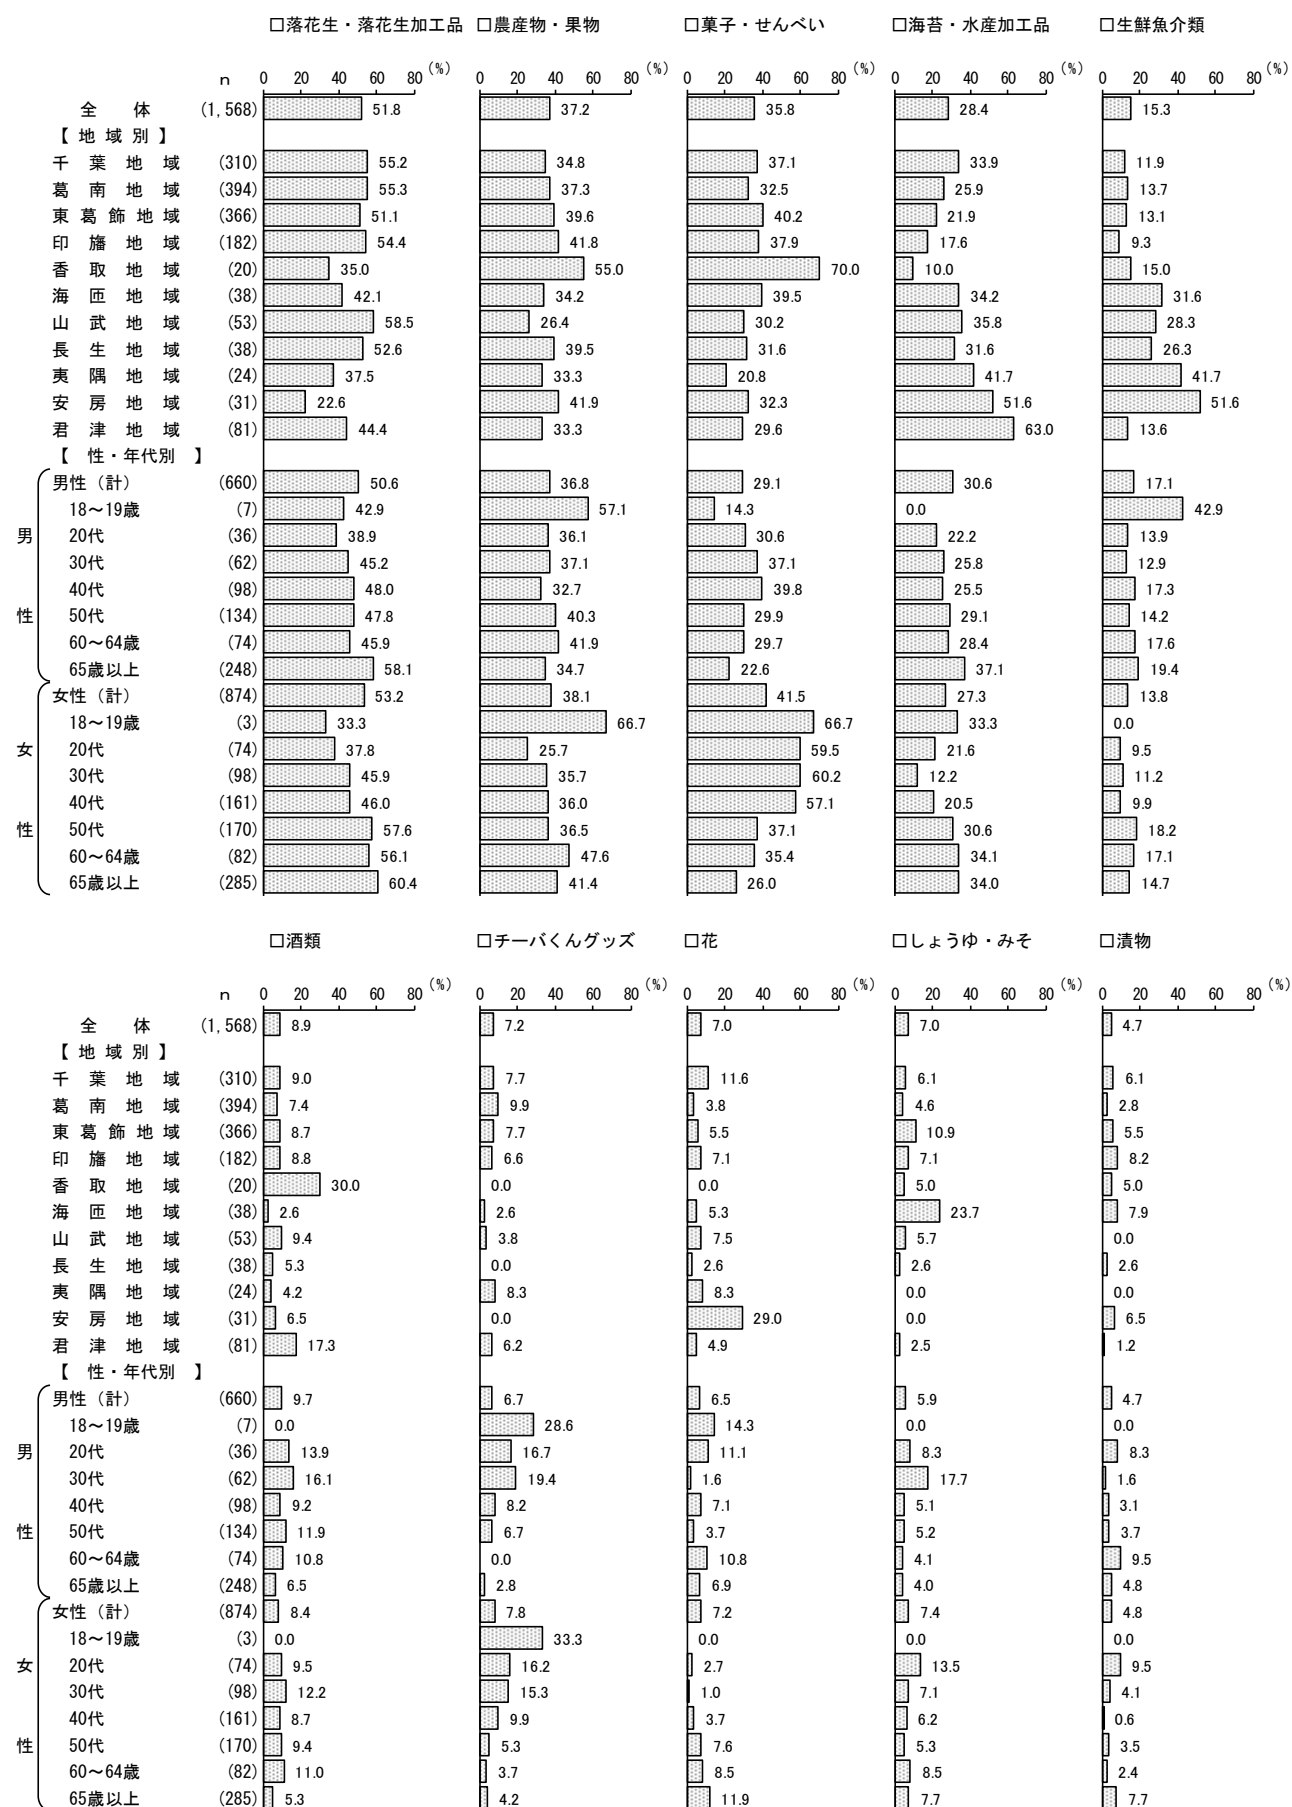 □落花生・落花生加工品 □農産物・果物 □菓子・せんべい □海苔・水産加工品 □生鮮魚介類
n 0 20 40 60 80 (%) 0 20 40 60 80 (%) 0 20 40 60 80 (%) 0 20 40 60 80 (%) 0 20 40 60 80 (%)
全体 (1,568) 51.8 37.2 35.8 28.4 15.3
【地域別】
千葉地域 (310) 55.2 34.8 37.1 33.9 11.9
葛南地域 (394) 55.3 37.3 32.5 25.9 13.7
東葛飾地域 (366) 51.1 39.6 40.2 21.9 13.1
印旛地域 (182) 54.4 41.8 37.9 17.6 9.3
香取地域 (20) 35.0 55.0 70.0 10.0 15.0
海匝地域 (38) 42.1 34.2 39.5 34.2 31.6
山武地域 (53) 58.5 26.4 30.2 35.8 28.3
長生地域 (38) 52.6 39.5 31.6 31.6 26.3
夷隅地域 (24) 37.5 33.3 20.8 41.7 41.7
安房地域 (31) 22.6 41.9 32.3 51.6 51.6
君津地域 (81) 44.4 33.3 29.6 63.0 13.6
【性・年代別】
男性（計） (660) 50.6 36.8 29.1 30.6 17.1
18～19歳 (7) 42.9 57.1 14.3 0.0 42.9
男 20代 (36) 38.9 36.1 30.6 22.2 13.9
30代 (62) 45.2 37.1 37.1 25.8 12.9
40代 (98) 48.0 32.7 39.8 25.5 17.3
性 50代 (134) 47.8 40.3 29.9 29.1 14.2
60～64歳 (74) 45.9 41.9 29.7 28.4 17.6
65歳以上 (248) 58.1 34.7 22.6 37.1 19.4
女性（計） (874) 53.2 38.1 41.5 27.3 13.8
18～19歳 (3) 33.3 66.7 66.7 33.3 0.0
女 20代 (74) 37.8 25.7 59.5 21.6 9.5
30代 (98) 45.9 35.7 60.2 12.2 11.2
40代 (161) 46.0 36.0 57.1 20.5 9.9
性 50代 (170) 57.6 36.5 37.1 30.6 18.2
60～64歳 (82) 56.1 47.6 35.4 34.1 17.1
65歳以上 (285) 60.4 41.4 26.0 34.0 14.7
□酒類 □チーバくんグッズ □花 □しょうゆ・みそ □漬物
n 0 20 40 60 80 (%) 0 20 40 60 80 (%) 0 20 40 60 80 (%) 0 20 40 60 80 (%) 0 20 40 60 80 (%)
全体 (1,568) 8.9 7.2 7.0 7.0 4.7
【地域別】
千葉地域 (310) 9.0 7.7 11.6 6.1 6.1
葛南地域 (394) 7.4 9.9 3.8 4.6 2.8
東葛飾地域 (366) 8.7 7.7 5.5 10.9 5.5
印旛地域 (182) 8.8 6.6 7.1 7.1 8.2
香取地域 (20) 30.0 0.0 0.0 5.0 5.0
海匝地域 (38) 2.6 2.6 5.3 23.7 7.9
山武地域 (53) 9.4 3.8 7.5 5.7 0.0
長生地域 (38) 5.3 0.0 2.6 2.6 2.6
夷隅地域 (24) 4.2 8.3 8.3 0.0 0.0
安房地域 (31) 6.5 0.0 29.0 0.0 6.5
君津地域 (81) 17.3 6.2 4.9 2.5 1.2
【性・年代別】
男性（計） (660) 9.7 6.7 6.5 5.9 4.7
18～19歳 (7) 0.0 28.6 14.3 0.0 0.0
男 20代 (36) 13.9 16.7 11.1 8.3 8.3
30代 (62) 16.1 19.4 1.6 17.7 1.6
40代 (98) 9.2 8.2 7.1 5.1 3.1
性 50代 (134) 11.9 6.7 3.7 5.2 3.7
60～64歳 (74) 10.8 0.0 10.8 4.1 9.5
65歳以上 (248) 6.5 2.8 6.9 4.0 4.8
女性（計） (874) 8.4 7.8 7.2 7.4 4.8
18～19歳 (3) 0.0 33.3 0.0 0.0 0.0
女 20代 (74) 9.5 16.2 2.7 13.5 9.5
30代 (98) 12.2 15.3 1.0 7.1 4.1
40代 (161) 8.7 9.9 3.7 6.2 0.6
性 50代 (170) 9.4 5.3 7.6 5.3 3.5
60～64歳 (82) 11.0 3.7 8.5 8.5 2.4
65歳以上 (285) 5.3 4.2 11.9 7.7 7.7